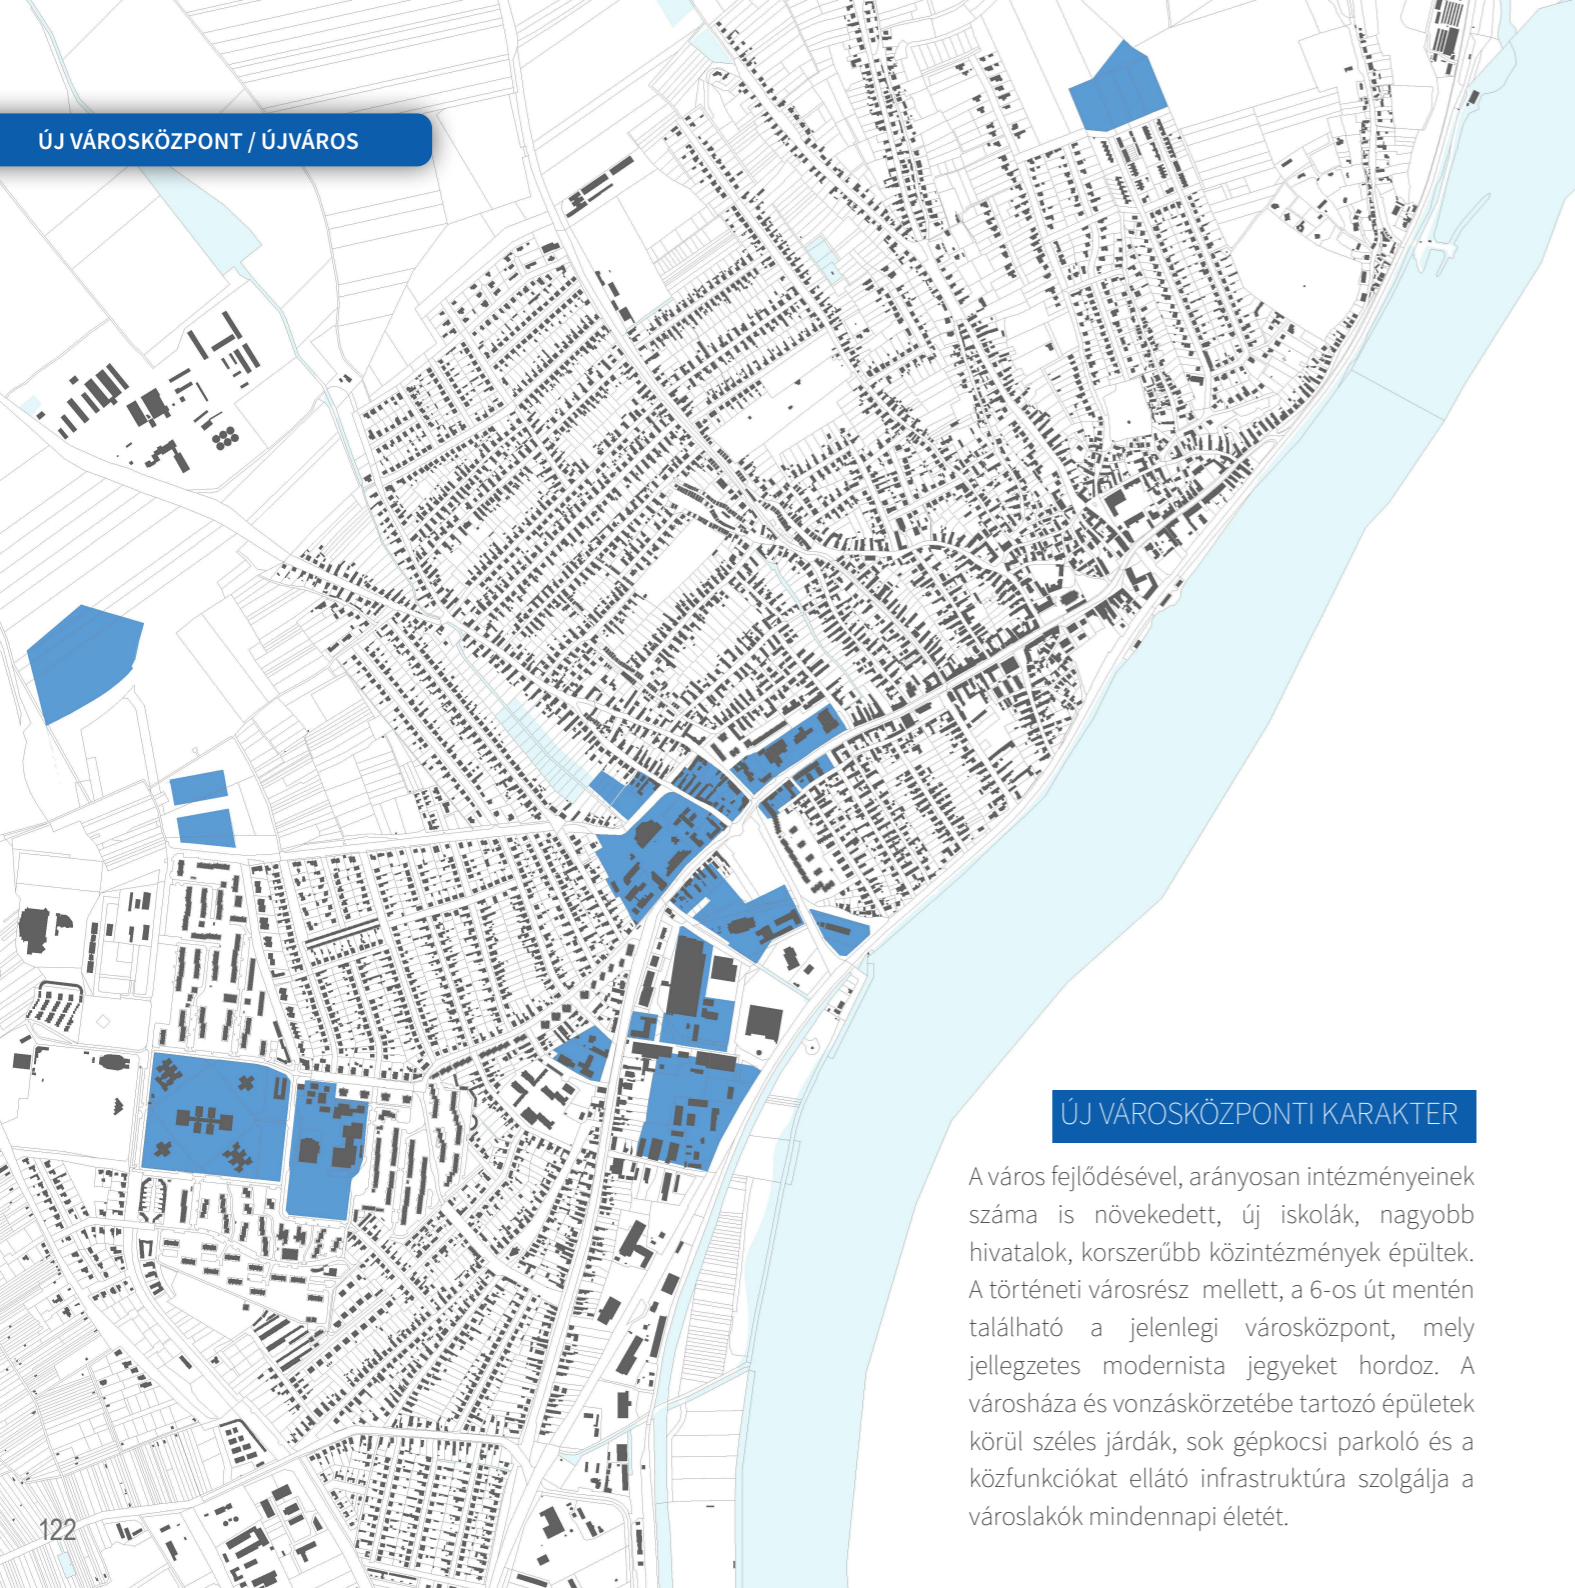 ÚJ VÁROSKÖZPONT / ÚJVÁROS
ÚJ VÁROSKÖZPONTI KARAKTER
A város fejlődésével, arányosan intézményeinek
száma is növekedett, új iskolák, nagyobb
hivatalok, korszerűbb közintézmények épültek.
A történeti városrész mellett, a 6-os út mentén
található a jelenlegi városközpont, mely
jellegzetes modernista jegyeket hordoz. A
városháza és vonzáskörzetébe tartozó épületek
körül széles járdák, sok gépkocsi parkoló és a
közfunkciókat ellátó infrastruktúra szolgálja a
városlakók mindennapi életét.
122